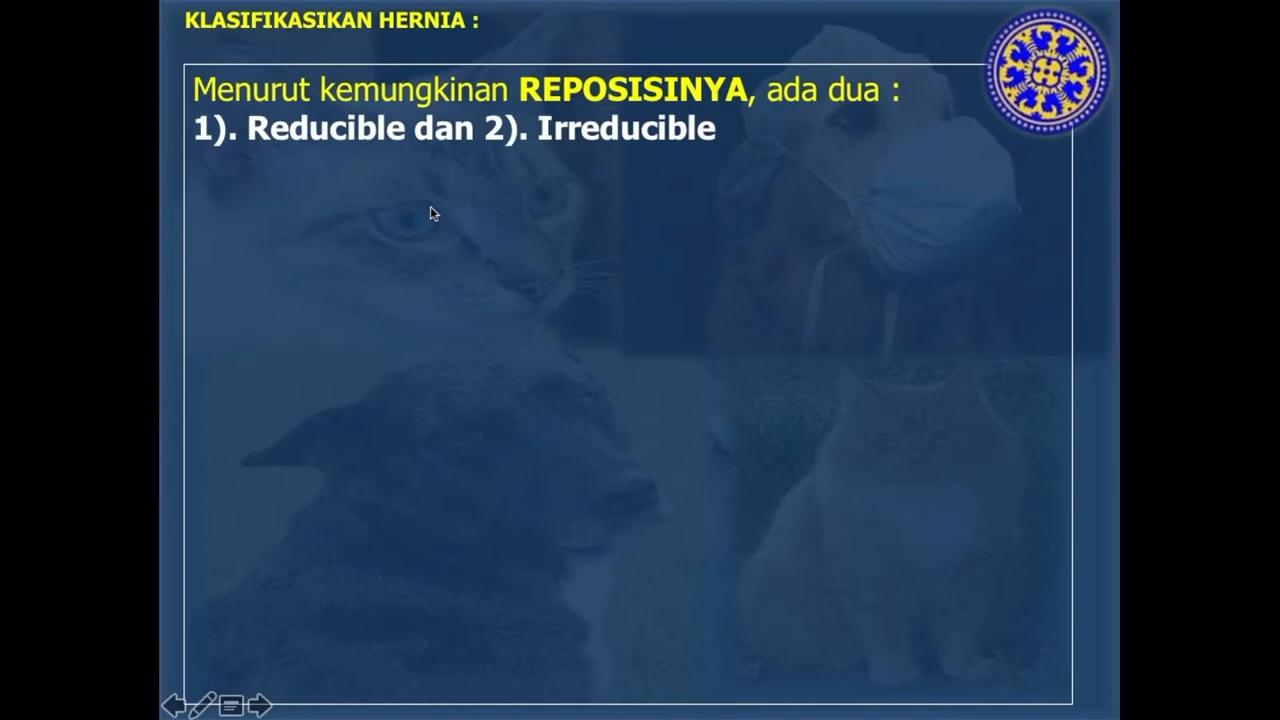 KLASIFIKASIKAN HERNIA :
Menurut kemungkinan REPOSISINYA, ada dua :
1). Reducible dan 2). Irreducible